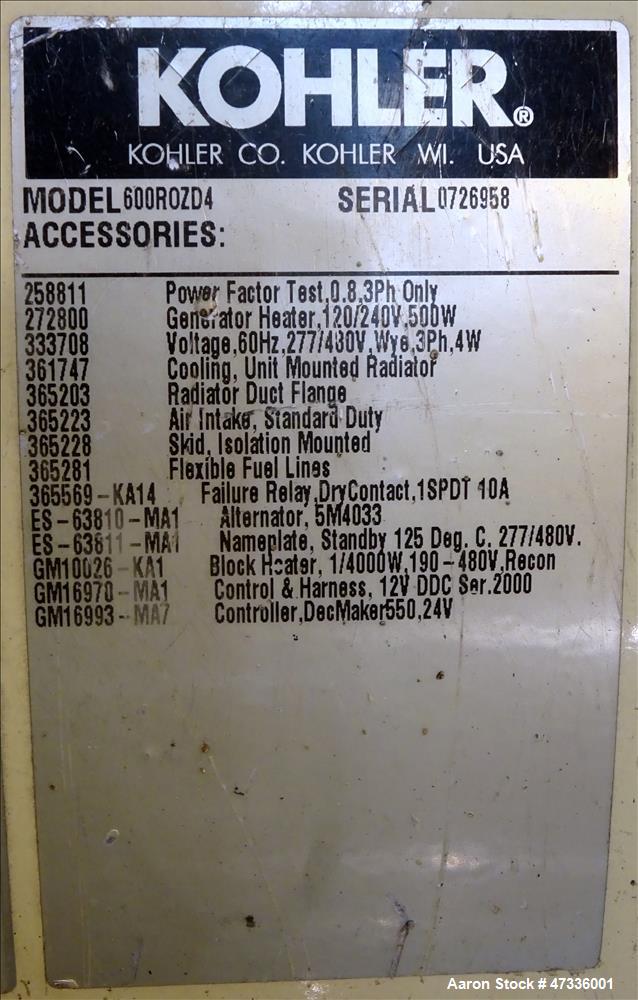 KOHLER®
KOHLER CO. KOHLER WI. USA
MODEL 600ROZD4 SERIAL 0726958
ACCESSORIES:
258811 Power Factor Test,0.8,3Ph Only
272800 Generator Heater,120/240V,500W
333708 Voltage,60Hz,277/480V,Wye,3Ph,4W
361747 Cooling, Unit Mounted Radiator
365203 Radiator Duct Flange
365223 Air Intake, Standard Duty
365228 Skid, Isolation Mounted
365281 Flexible Fuel Lines
365569-KA14 Failure Relay,DryContact,1SPDT 10A
ES-63810-MA1 Alternator, 5M4033
ES-63811-MA1 Nameplate, Standby 125 Deg. C. 277/480V.
GM10026-KA1 Block Heater, 1/4000W,190-480V,Recon
GM16970-MA1 Control & Harness, 12V DDC Ser.2000
GM16993-MA7 Controller,DecMaker550,24V
Aaron Stock # 47336001